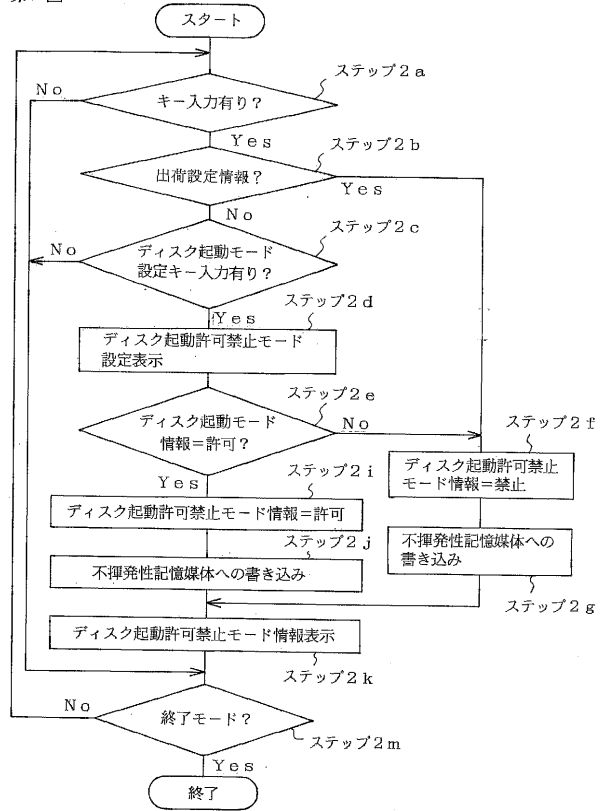 スタート
ステップ2a
No
キー入力有り?
Yes
ステップ2b
出荷設定情報?
Yes
No
ステップ2c
No
ディスク起動モード
設定キー入力有り?
ステップ2d
Yes
ディスク起動許可禁止モード
設定表示
ステップ2e
ディスク起動モード
情報=許可?
No
ステップ2f
Yes
ステップ2i
ディスク起動許可禁止
モード情報=禁止
ディスク起動許可禁止モード情報=許可
ステップ2j
不揮発性記憶媒体への
書き込み
不揮発性記憶媒体への書き込み
ステップ2g
ディスク起動許可禁止モード情報表示
ステップ2k
No
終了モード?
ステップ2m
Yes
終了